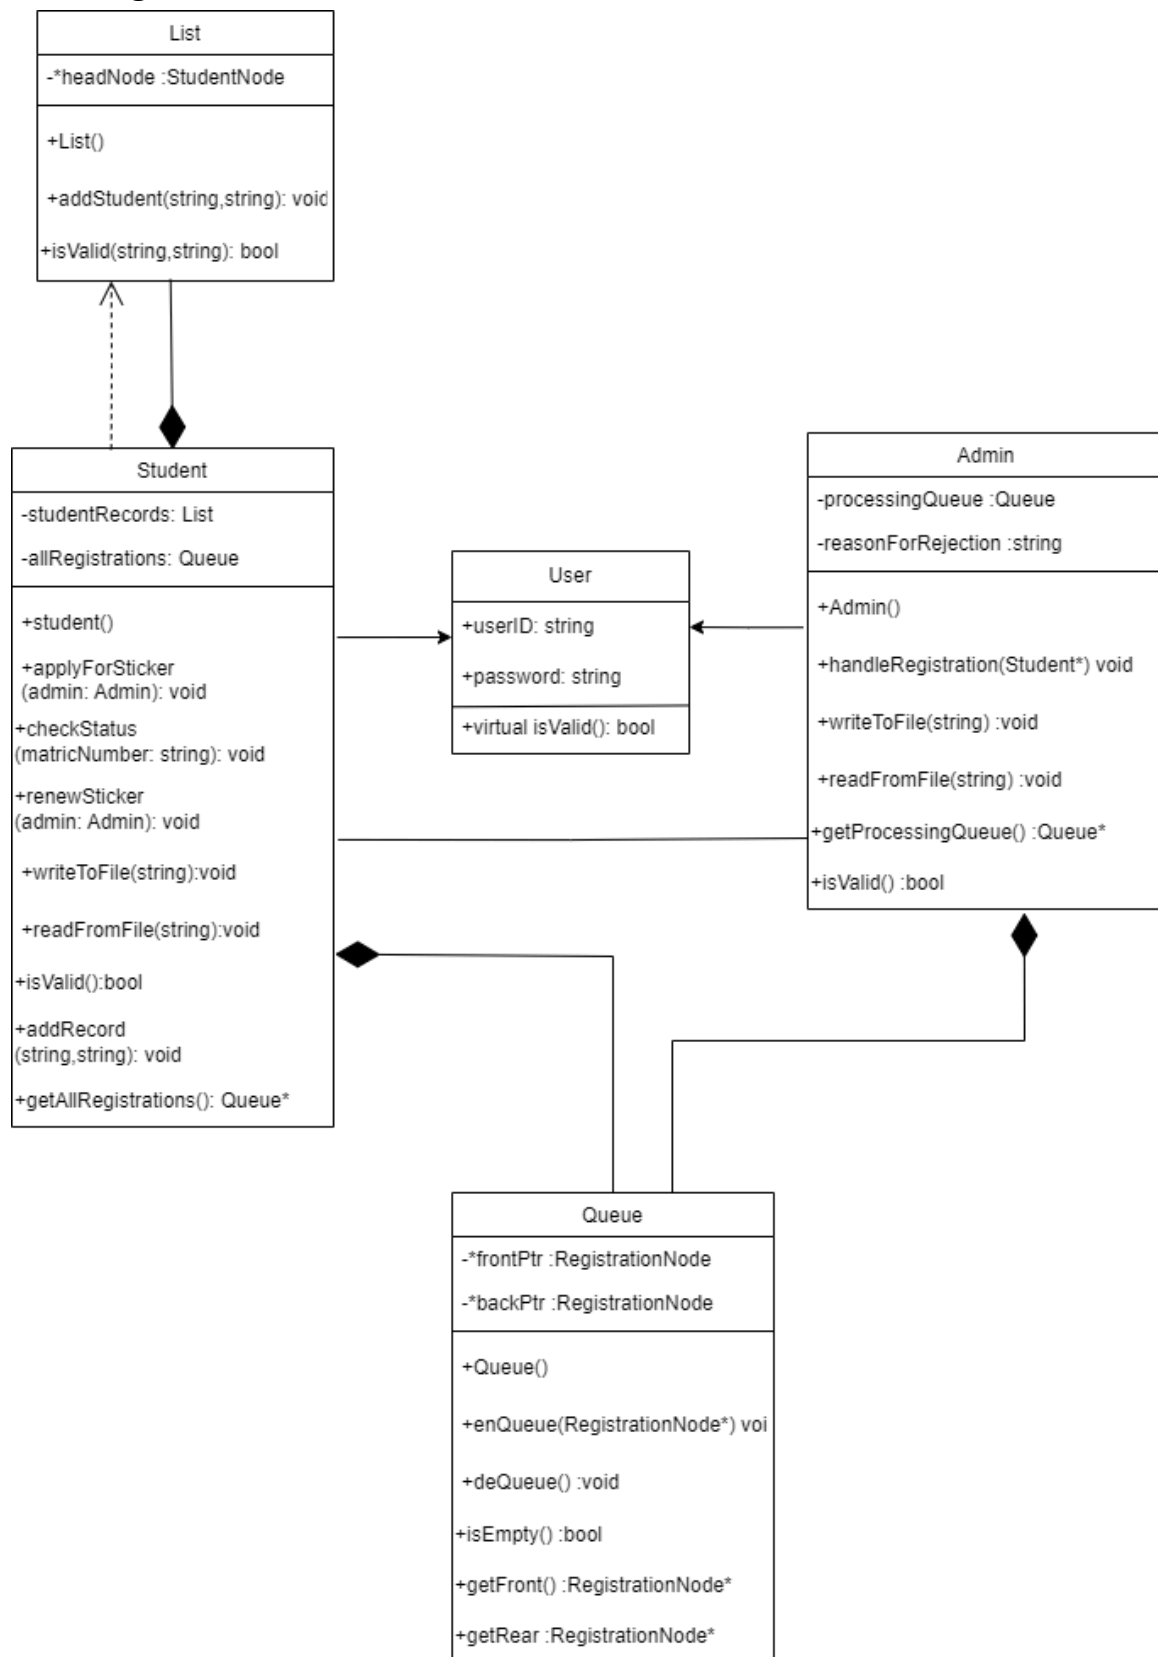 List
-*headNode :StudentNode
+List()
+addStudent(string,string): void
+isValid(string,string): bool
Student
-studentRecords: List
-allRegistrations: Queue
+student()
+applyForSticker
(admin: Admin): void
+checkStatus
(matricNumber: string): void
+renewSticker
(admin: Admin): void
+writeToFile(string):void
+readFromFile(string):void
+isValid():bool
+addRecord
(string,string): void
+getAllRegistrations(): Queue*
User
+userID: string
+password: string
+virtual isValid(): bool
Admin
-processingQueue :Queue
-reasonForRejection :string
+Admin()
+handleRegistration(Student*) void
+writeToFile(string) :void
+readFromFile(string) :void
+getProcessingQueue() :Queue*
+isValid() :bool
Queue
-*frontPtr :RegistrationNode
-*backPtr :RegistrationNode
+Queue()
+enQueue(RegistrationNode*) voi
+deQueue() :void
+isEmpty() :bool
+getFront() :RegistrationNode*
+getRear :RegistrationNode*